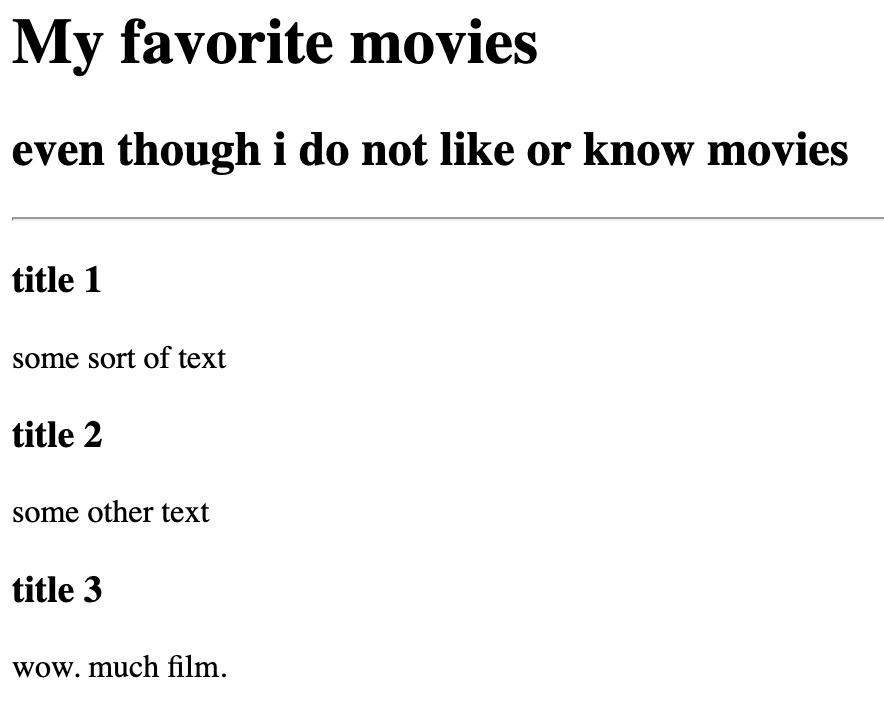 My favorite movies
even though i do not like or know movies
title 1
some sort of text
title 2
some other text
title 3
wow. much film.